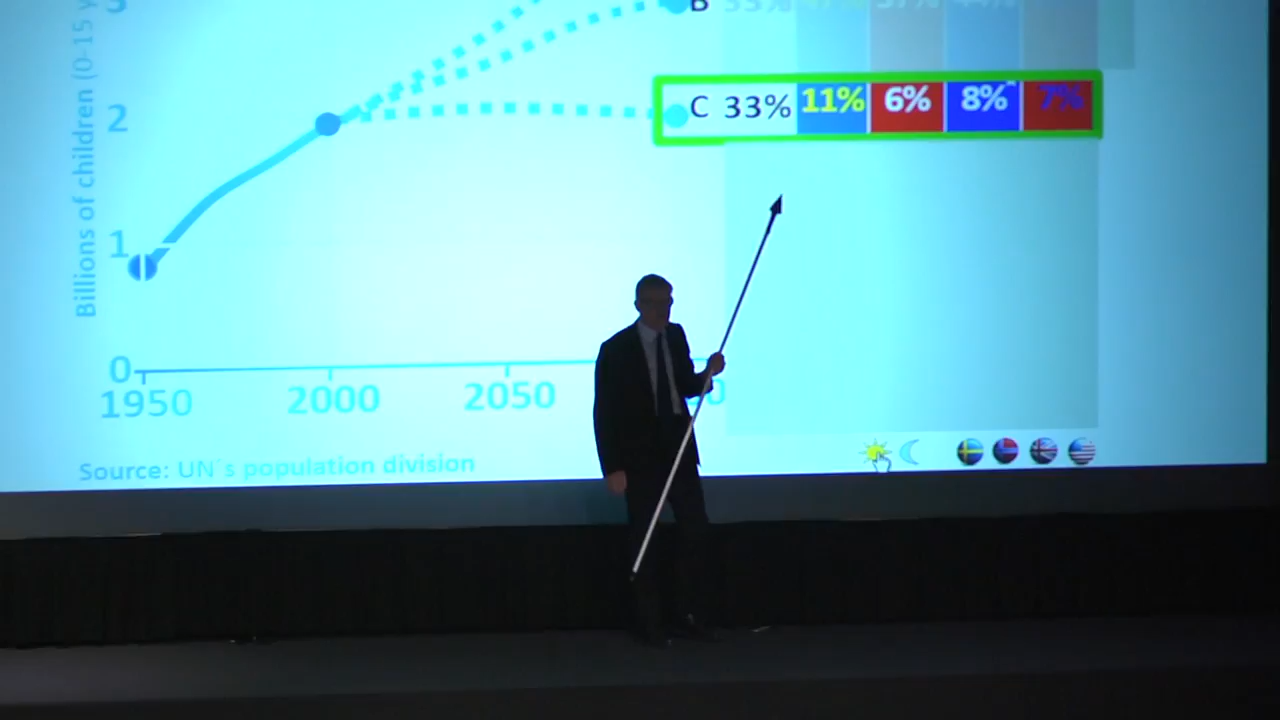 3
B 33%
2
C 33% 11% 6% 8% 7%
Billions of children (0-15 y
1
0
1950 2000 2050
Source: UN´s population division